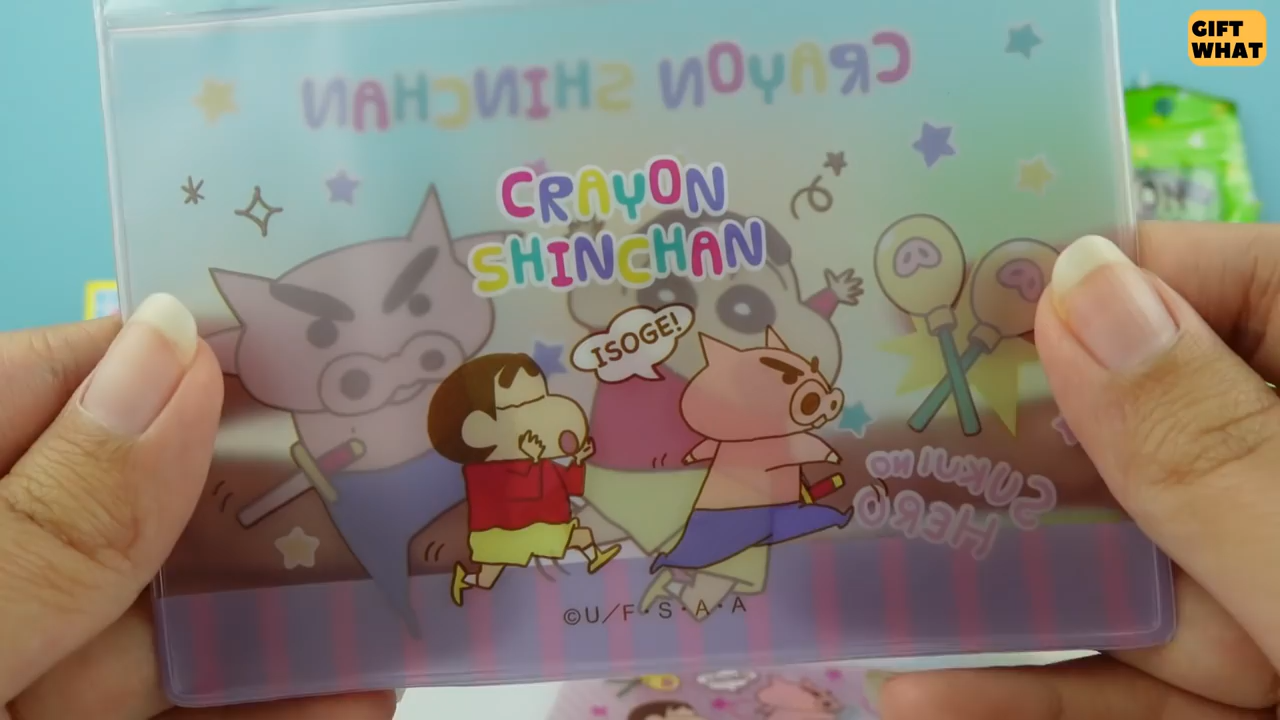 GIFT
WHAT
CRAYON SHINCHAN
CRAYON
SHINCHAN
ISOGE!
SUKUI NO
HERO
©U/F・S・A・A